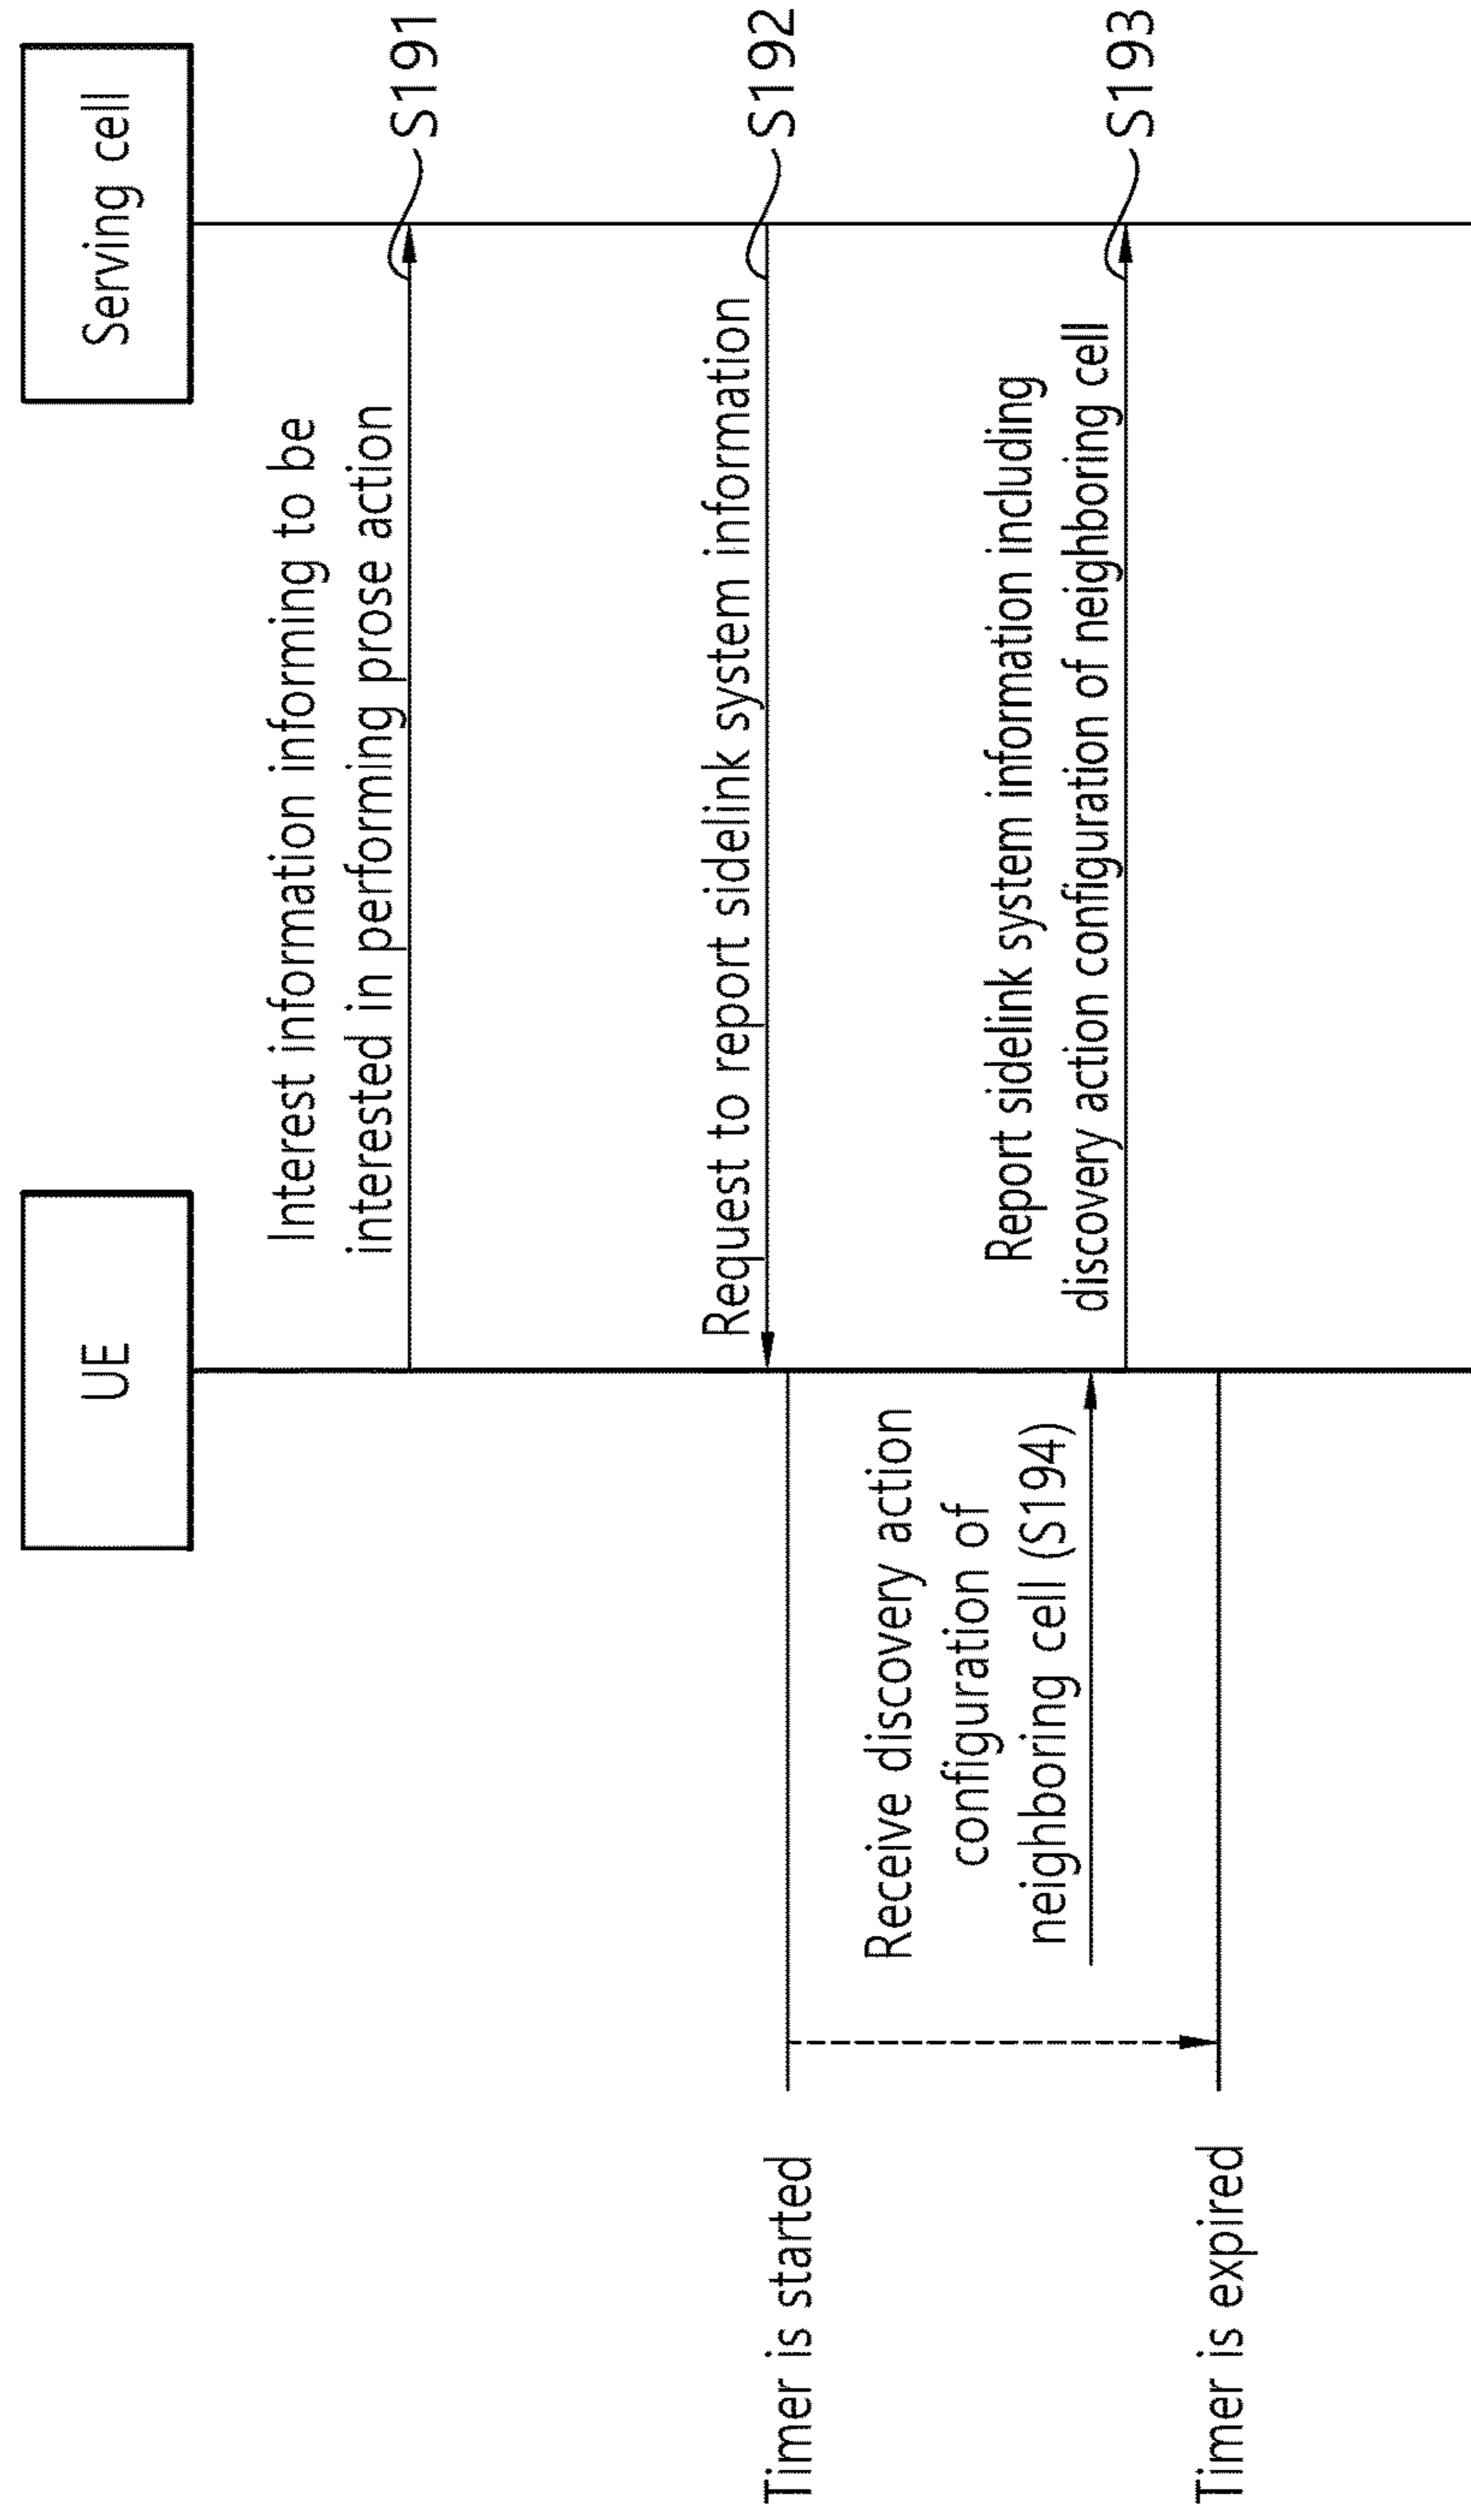 UE
Serving cell
Interest information informing to be
interested in performing prose action
S191
Request to report sidelink system information
S192
Timer is started
Receive discovery action
configuration of
neighboring cell (S194)
Report sidelink system information including
discovery action configuration of neighboring cell
S193
Timer is expired